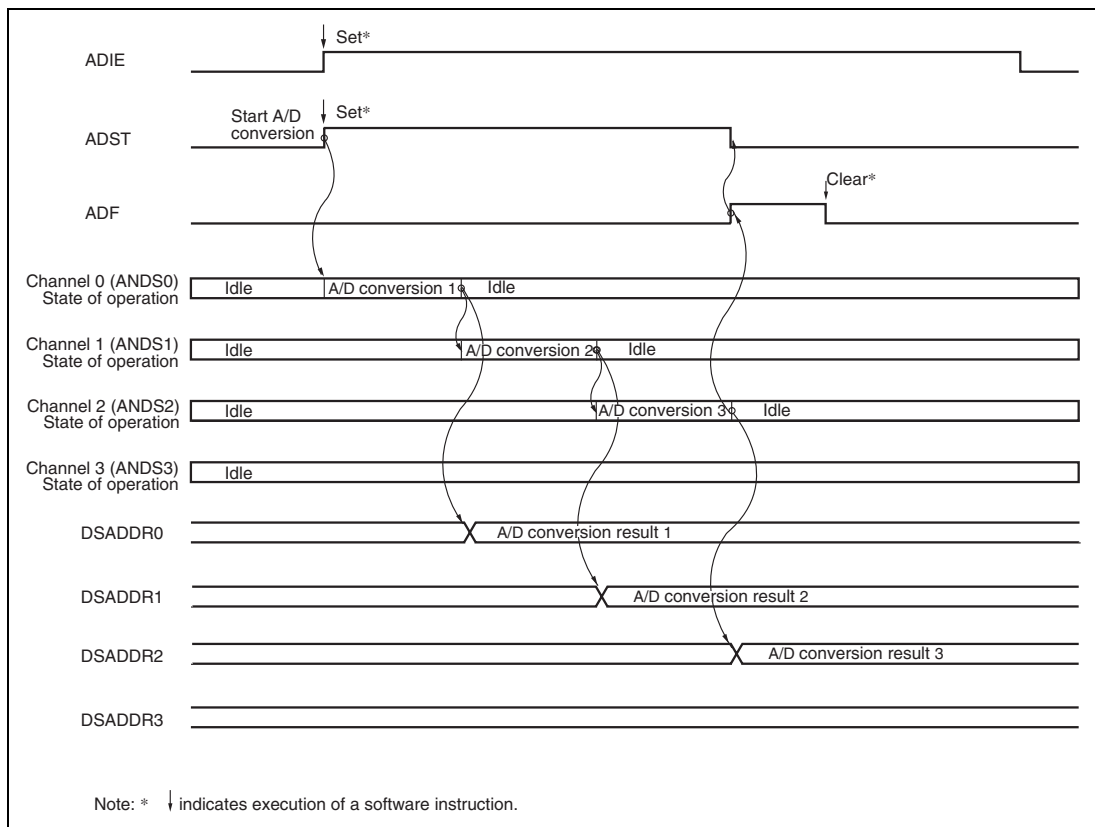 Set*
ADIE
Start A/D
conversion
Set*
ADST
Clear*
ADF
Channel 0 (ANDS0)
State of operation
Idle
A/D conversion 1
Idle
Channel 1 (ANDS1)
State of operation
Idle
A/D conversion 2
Idle
Channel 2 (ANDS2)
State of operation
Idle
A/D conversion 3
Idle
Channel 3 (ANDS3)
State of operation
Idle
DSADDR0
A/D conversion result 1
DSADDR1
A/D conversion result 2
DSADDR2
A/D conversion result 3
DSADDR3
Note: * ↓ indicates execution of a software instruction.